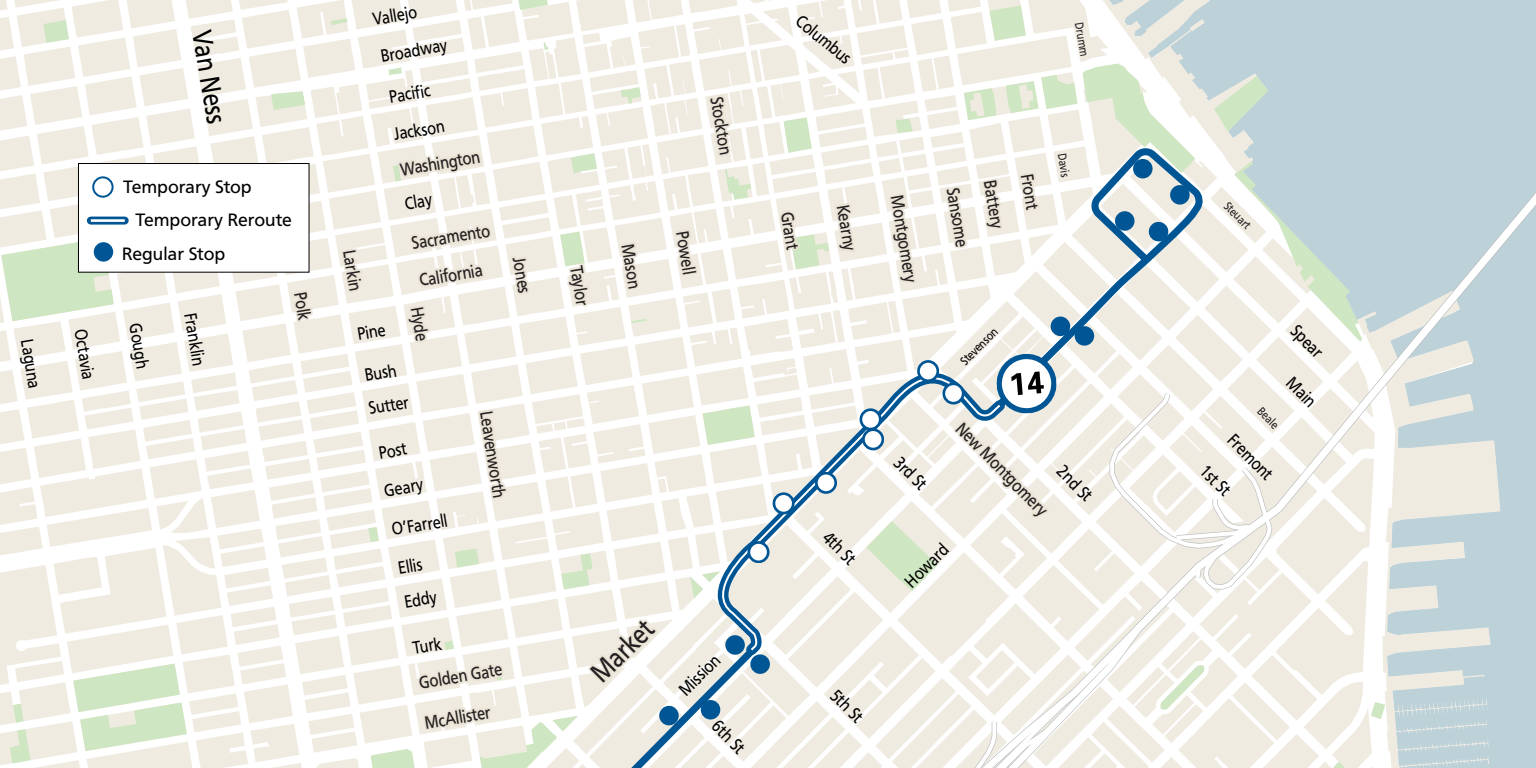 Vallejo
Broadway
Pacific
Jackson
Washington
Clay
Sacramento
California
Pine
Bush
Sutter
Post
Geary
O’Farrell
Ellis
Eddy
Turk
Golden Gate
McAllister
Van Ness
Columbus
Drumm
Stockton
Davis
Temporary Stop
Temporary Reroute
Regular Stop
Laguna
Octavia
Gough
Franklin
Polk
Larkin
Hyde
Leavenworth
Jones
Taylor
Mason
Powell
Grant
Kearny
Montgomery
Sansome
Battery
Front
Steuart
Spear
Main
Beale
Fremont
1st St
2nd St
New Montgomery
3rd St
4th St
5th St
6th St
Stevenson
14
Howard
Market
Mission